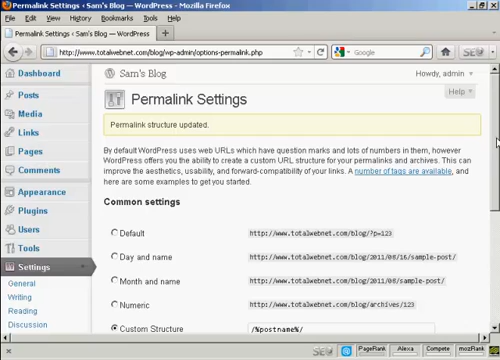 Permalink Settings ‹ Sam's Blog — WordPress - Mozilla Firefox
File Edit View History Bookmarks Tools Help
Permalink Settings ‹ Sam's Blog — WordPress
http://www.totalwebnet.com/blog/wp-admin/options-permalink.php
Google
SEO
Dashboard
Posts
Media
Links
Pages
Comments
Appearance
Plugins
Users
Tools
Settings
General
Writing
Reading
Discussion
Sam's Blog
Howdy, admin
Permalink Settings
Help
Permalink structure updated.
By default WordPress uses web URLs which have question marks and lots of numbers in them, however
WordPress offers you the ability to create a custom URL structure for your permalinks and archives. This can
improve the aesthetics, usability, and forward-compatibility of your links. A number of tags are available, and
here are some examples to get you started.
Common settings
Default http://www.totalwebnet.com/blog/?p=123
Day and name http://www.totalwebnet.com/blog/2011/08/16/sample-post/
Month and name http://www.totalwebnet.com/blog/2011/08/sample-post/
Numeric http://www.totalwebnet.com/blog/archives/123
Custom Structure /%postname%/
SEO PageRank Alexa Compete mozRank